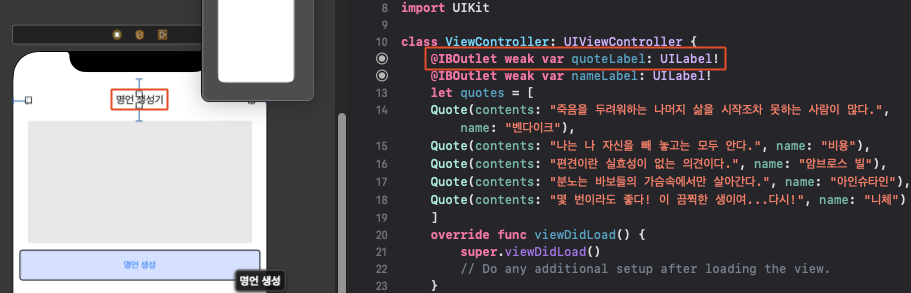 명언 생성기
명언 생성
명언 생성
8 import UIKit
9
10 class ViewController: UIViewController {
@IBOutlet weak var quoteLabel: UILabel!
@IBOutlet weak var nameLabel: UILabel!
13 let quotes = [
14 Quote(contents: "죽음을 두려워하는 나머지 삶을 시작조차 못하는 사람이 많다.",
name: "벤다이크"),
15 Quote(contents: "나는 나 자신을 빼 놓고는 모두 안다.", name: "비용"),
16 Quote(contents: "편견이란 실효성이 없는 의견이다.", name: "암브로스 빌"),
17 Quote(contents: "분노는 바보들의 가슴속에서만 살아간다.", name: "아인슈타인"),
18 Quote(contents: "몇 번이라도 좋다! 이 끔찍한 생이여...다시!", name: "니체")
19 ]
20 override func viewDidLoad() {
21 super.viewDidLoad()
22 // Do any additional setup after loading the view.
23 }